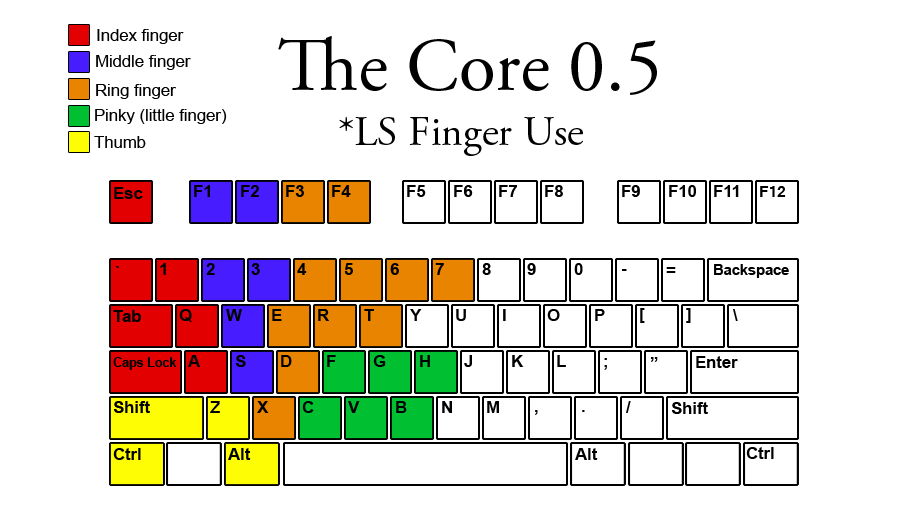 Index finger
Middle finger
Ring finger
Pinky (little finger)
Thumb
The Core 0.5
*LS Finger Use
Esc F1 F2 F3 F4 F5 F6 F7 F8 F9 F10 F11 F12
` 1 2 3 4 5 6 7 8 9 0 - = Backspace
Tab Q W E R T Y U I O P [ ] \
Caps Lock A S D F G H J K L ; ” Enter
Shift Z X C V B N M , . / Shift
Ctrl Alt Alt Ctrl